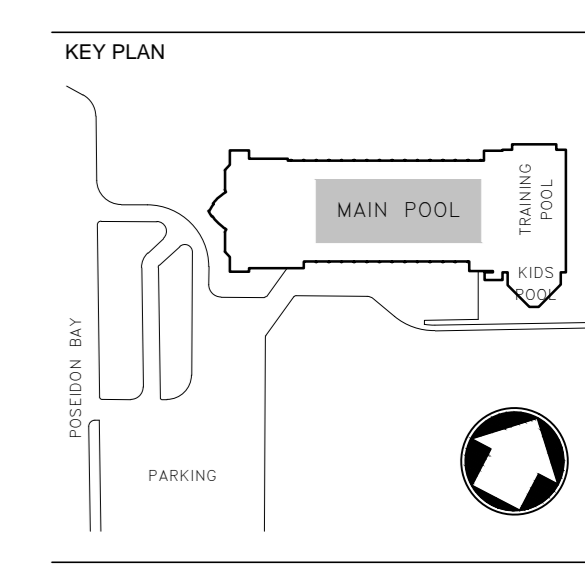 KEY PLAN
MAIN POOL
TRAINING
POOL
KIDS
POOL
POSEIDON BAY
PARKING